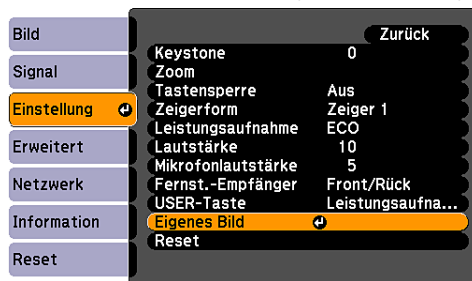 Bild
Signal
Einstellung
Erweitert
Netzwerk
Information
Reset
Zurück
Keystone 0
Zoom
Tastensperre Aus
Zeigerform Zeiger 1
Leistungsaufnahme ECO
Lautstärke 10
Mikrofonlautstärke 5
Fernst.-Empfänger Front/Rück
USER-Taste Leistungsaufna...
Eigenes Bild
Reset